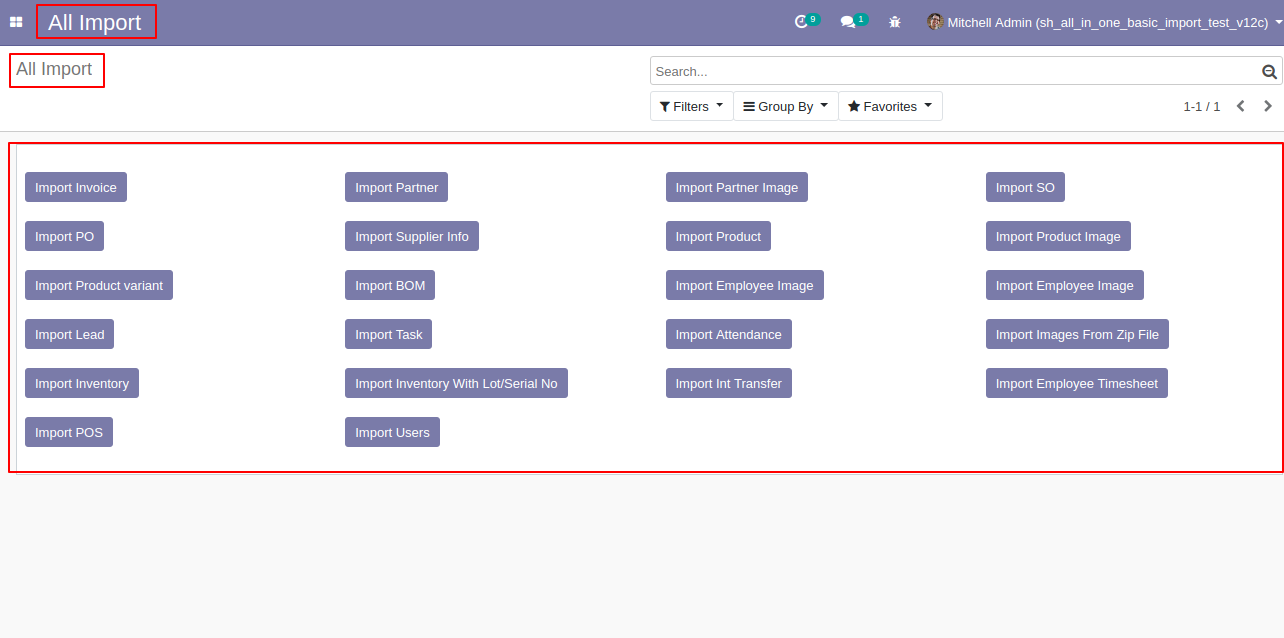 All Import 9 1 Mitchell Admin (sh_all_in_one_basic_import_test_v12c)
All Import
Search...
Filters Group By Favorites 1-1 / 1
Import Invoice Import Partner Import Partner Image Import SO
Import PO Import Supplier Info Import Product Import Product Image
Import Product variant Import BOM Import Employee Image Import Employee Image
Import Lead Import Task Import Attendance Import Images From Zip File
Import Inventory Import Inventory With Lot/Serial No Import Int Transfer Import Employee Timesheet
Import POS Import Users